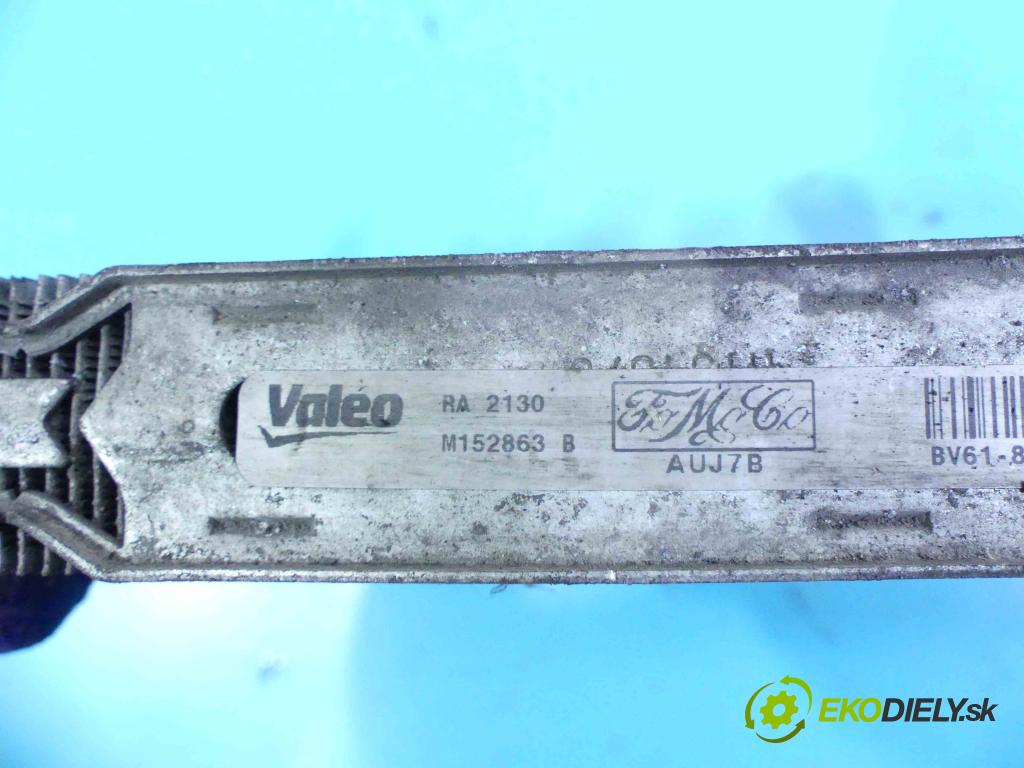 Valeo
RA 2130
M152863 B
FoMoCo
AUJ7B
BV61-8
EKODIELY.sk